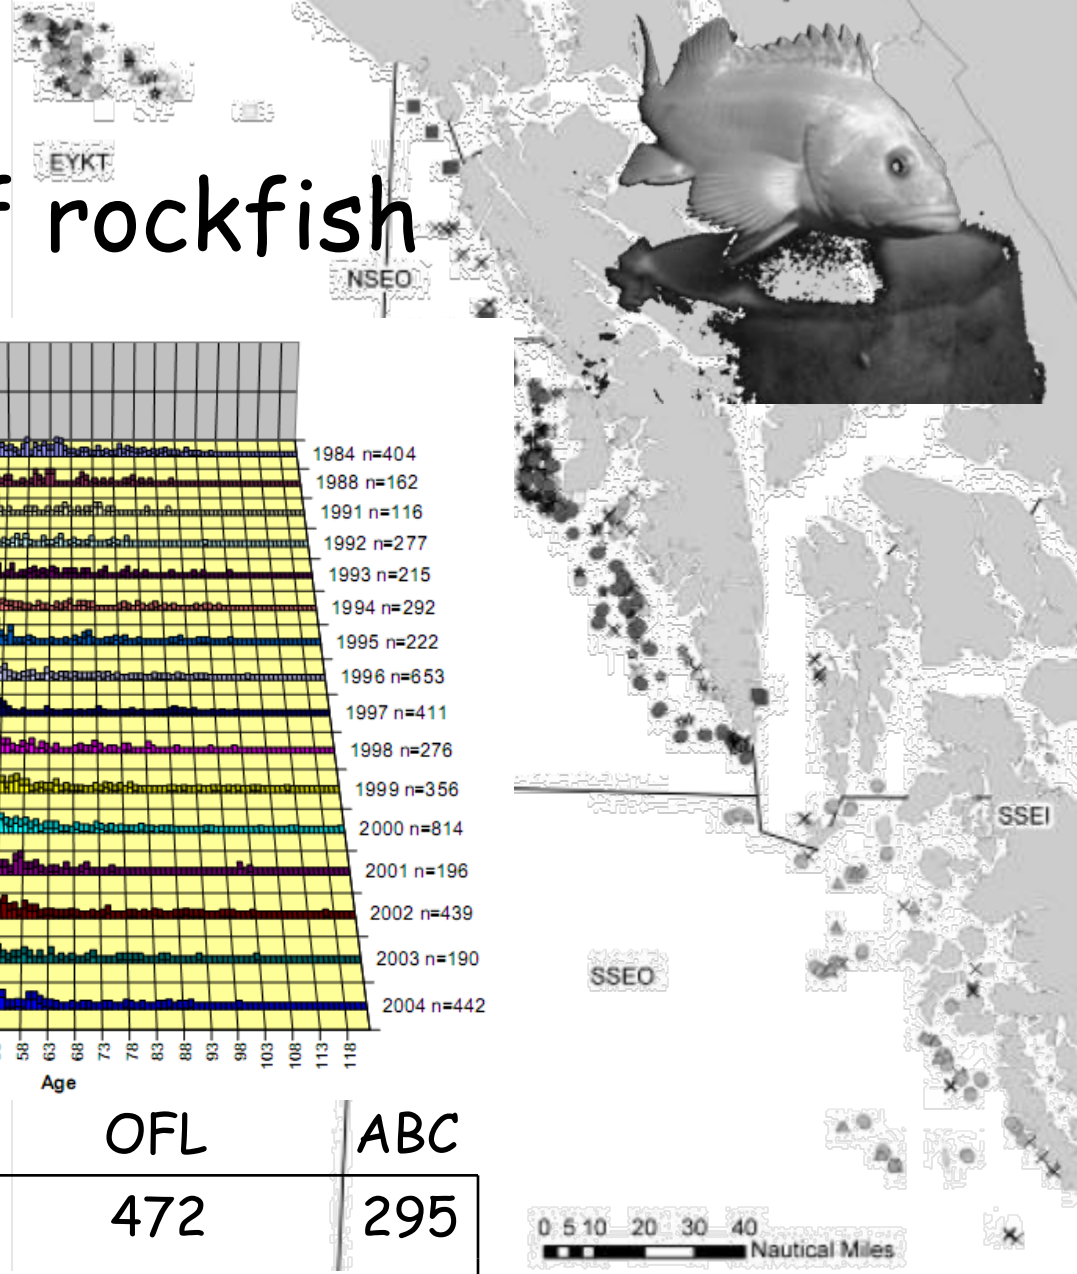 EYKT
f rockfish
NSEO
1984 n=404
1988 n=162
1991 n=116
1992 n=277
1993 n=215
1994 n=292
1995 n=222
1996 n=653
1997 n=411
1998 n=276
1999 n=356
2000 n=814
2001 n=196
2002 n=439
2003 n=190
2004 n=442
58 63 68 73 78 83 88 93 98 103 108 113 118
Age
SSEI
SSEO
OFL ABC
472 295
0 5 10 20 30 40
Nautical Miles